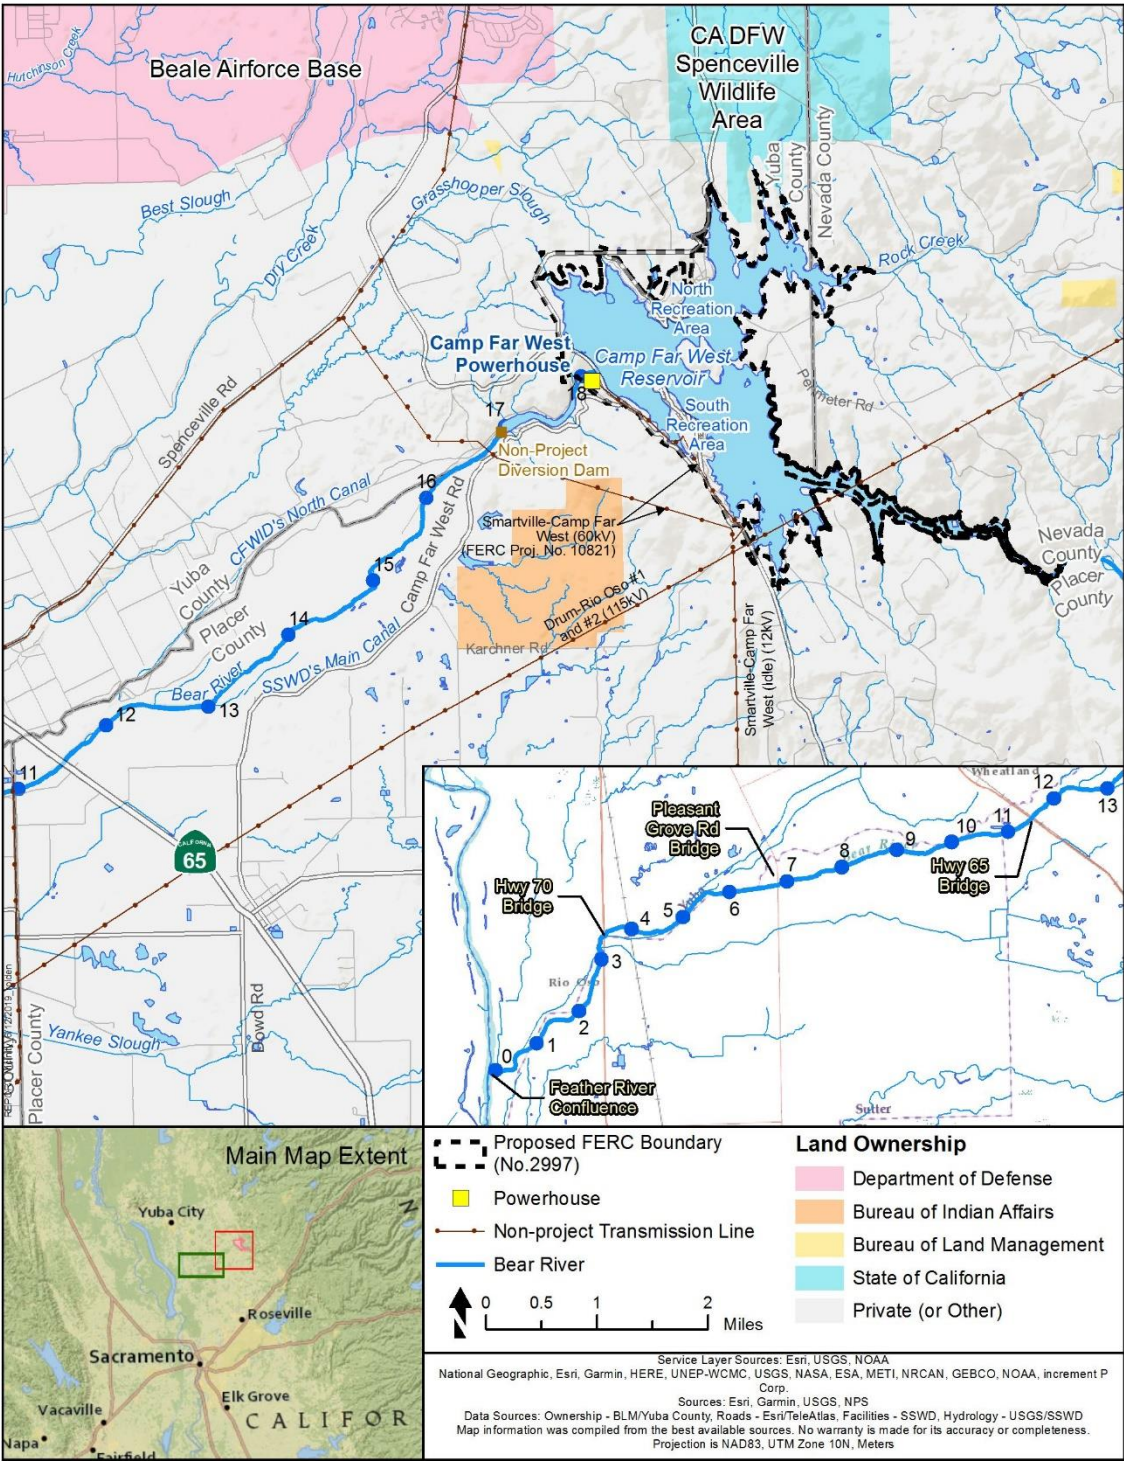 Hutchinson Creek
Beale Airforce Base
CA DFW
Spenceville
Wildlife
Area
Yuba
County
Nevada County
Best Slough
Grasshopper Slough
Dry Creek
Rock Creek
North
Recreation
Area
Camp Far West
Powerhouse
Camp Far West
Reservoir
18
Perimeter Rd
Spenceville Rd
17
South
Recreation
Area
Non-Project
Diversion Dam
16
CFWID's North Canal
Camp Far West Rd
Smartville-Camp Far
West (60kV)
(FERC Proj. No. 10821)
Nevada
County
Placer
County
15
Yuba
County
Placer
County
14
Drum-Rio Oso #1
and #2 (115kV)
SSWD's Main Canal
Karchner Rd
Smartville-Camp Far
West (idle) (12kV)
Bear River
13
12
11
CALIFORNIA
65
Dowd Rd
Yankee Slough
Placer County
Wheatland
12
13
Pleasant
Grove Rd
Bridge
11
10
9
8
7
Hwy 65
Bridge
Hwy 70
Bridge
6
5
4
3
Rio Oso
2
1
0
Feather River
Confluence
Sutter
Main Map Extent
Yuba City
Roseville
Sacramento
Elk Grove
Vacaville
CALIFOR
Napa
Fairfield
N
Proposed FERC Boundary
(No.2997)
Powerhouse
Non-project Transmission Line
Bear River
0 0.5 1 2
Miles
N
Land Ownership
Department of Defense
Bureau of Indian Affairs
Bureau of Land Management
State of California
Private (or Other)
Service Layer Sources: Esri, USGS, NOAA
National Geographic, Esri, Garmin, HERE, UNEP-WCMC, USGS, NASA, ESA, METI, NRCAN, GEBCO, NOAA, increment P
Corp.
Sources: Esri, Garmin, USGS, NPS
Data Sources: Ownership - BLM/Yuba County, Roads - Esri/TeleAtlas, Facilities - SSWD, Hydrology - USGS/SSWD
Map information was compiled from the best available sources. No warranty is made for its accuracy or completeness.
Projection is NAD83, UTM Zone 10N, Meters